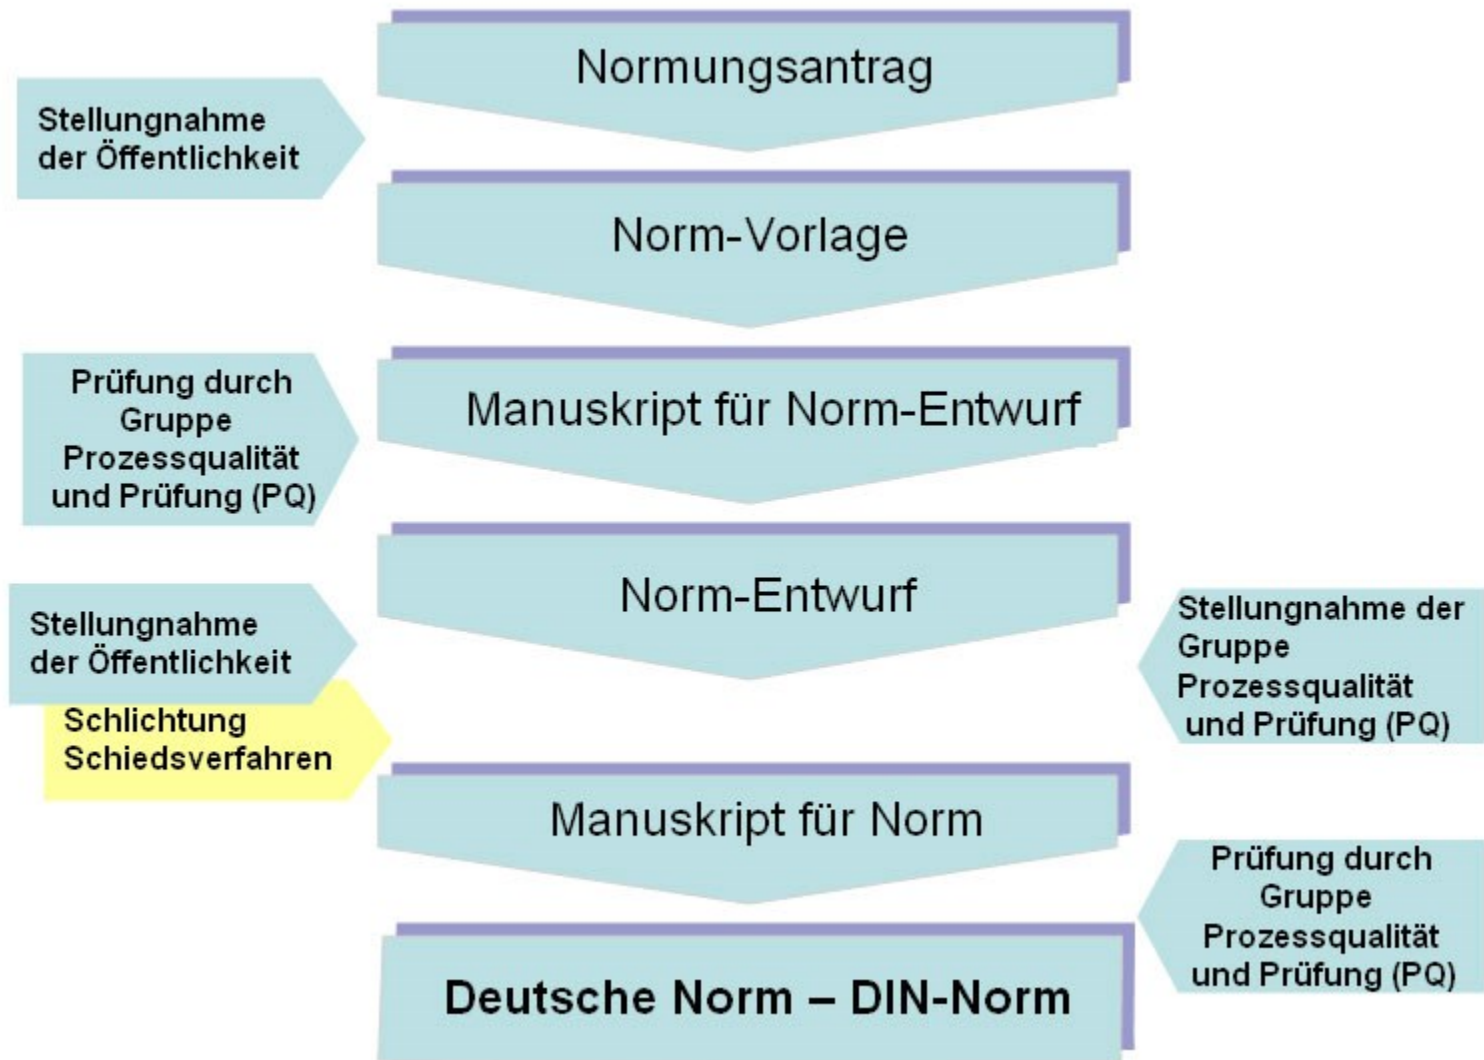 Normungsantrag
Stellungnahme
der Öffentlichkeit
Norm-Vorlage
Prüfung durch
Gruppe
Prozessqualität
und Prüfung (PQ)
Manuskript für Norm-Entwurf
Norm-Entwurf
Stellungnahme
der Öffentlichkeit
Schlichtung
Schiedsverfahren
Stellungnahme der
Gruppe
Prozessqualität
und Prüfung (PQ)
Manuskript für Norm
Prüfung durch
Gruppe
Prozessqualität
und Prüfung (PQ)
Deutsche Norm – DIN-Norm